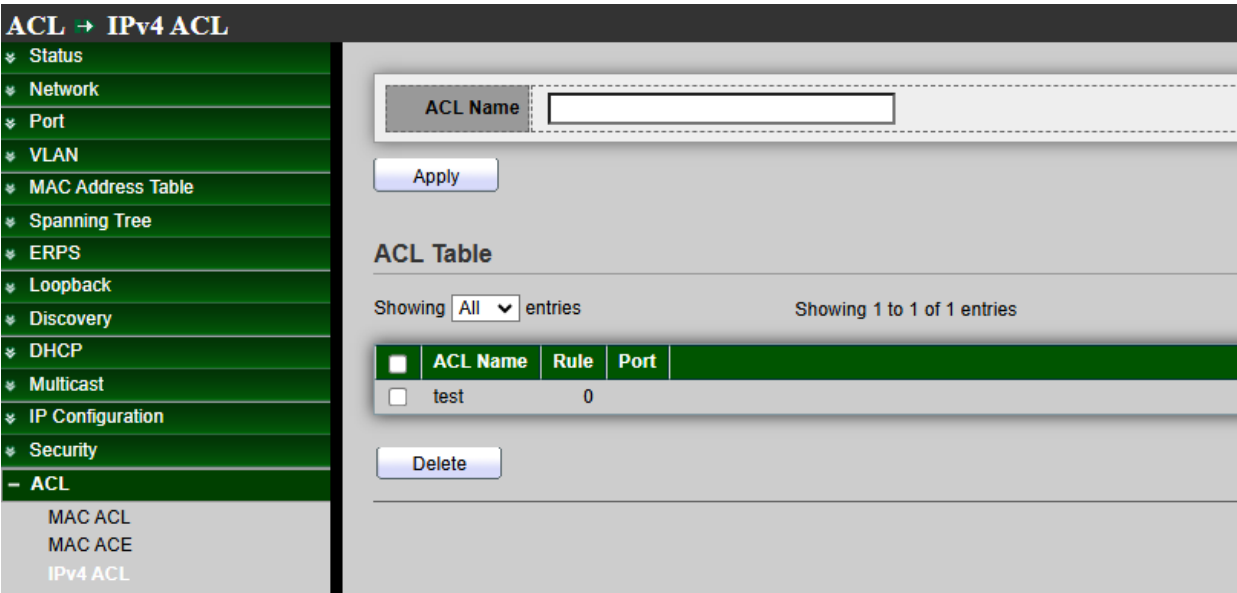 ACL → IPv4 ACL
Status
Network
Port
VLAN
MAC Address Table
Spanning Tree
ERPS
Loopback
Discovery
DHCP
Multicast
IP Configuration
Security
ACL
MAC ACL
MAC ACE
IPv4 ACL
ACL Name
Apply
ACL Table
Showing All entries Showing 1 to 1 of 1 entries
ACL Name Rule Port
test 0
Delete